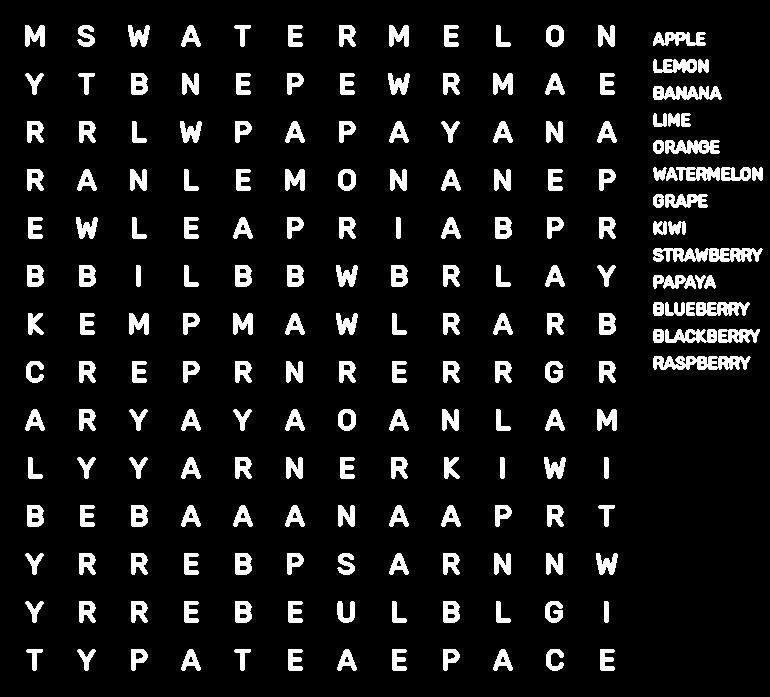 M S W A T E R M E L O N
Y T B N E P E W R M A E
R R L W P A P A Y A N A
R A N L E M O N A N E P
E W L E A P R I A B P R
B B I L B B W B R L A Y
K E M P M A W L R A R B
C R E P R N R E R R G R
A R Y A Y A O A N L A M
L Y Y A R N E R K I W I
B E B A A A N A A P R T
Y R R E B P S A R N N W
Y R R E B E U L B L G I
T Y P A T E A E P A C E
APPLE
LEMON
BANANA
LIME
ORANGE
WATERMELON
GRAPE
KIWI
STRAWBERRY
PAPAYA
BLUEBERRY
BLACKBERRY
RASPBERRY